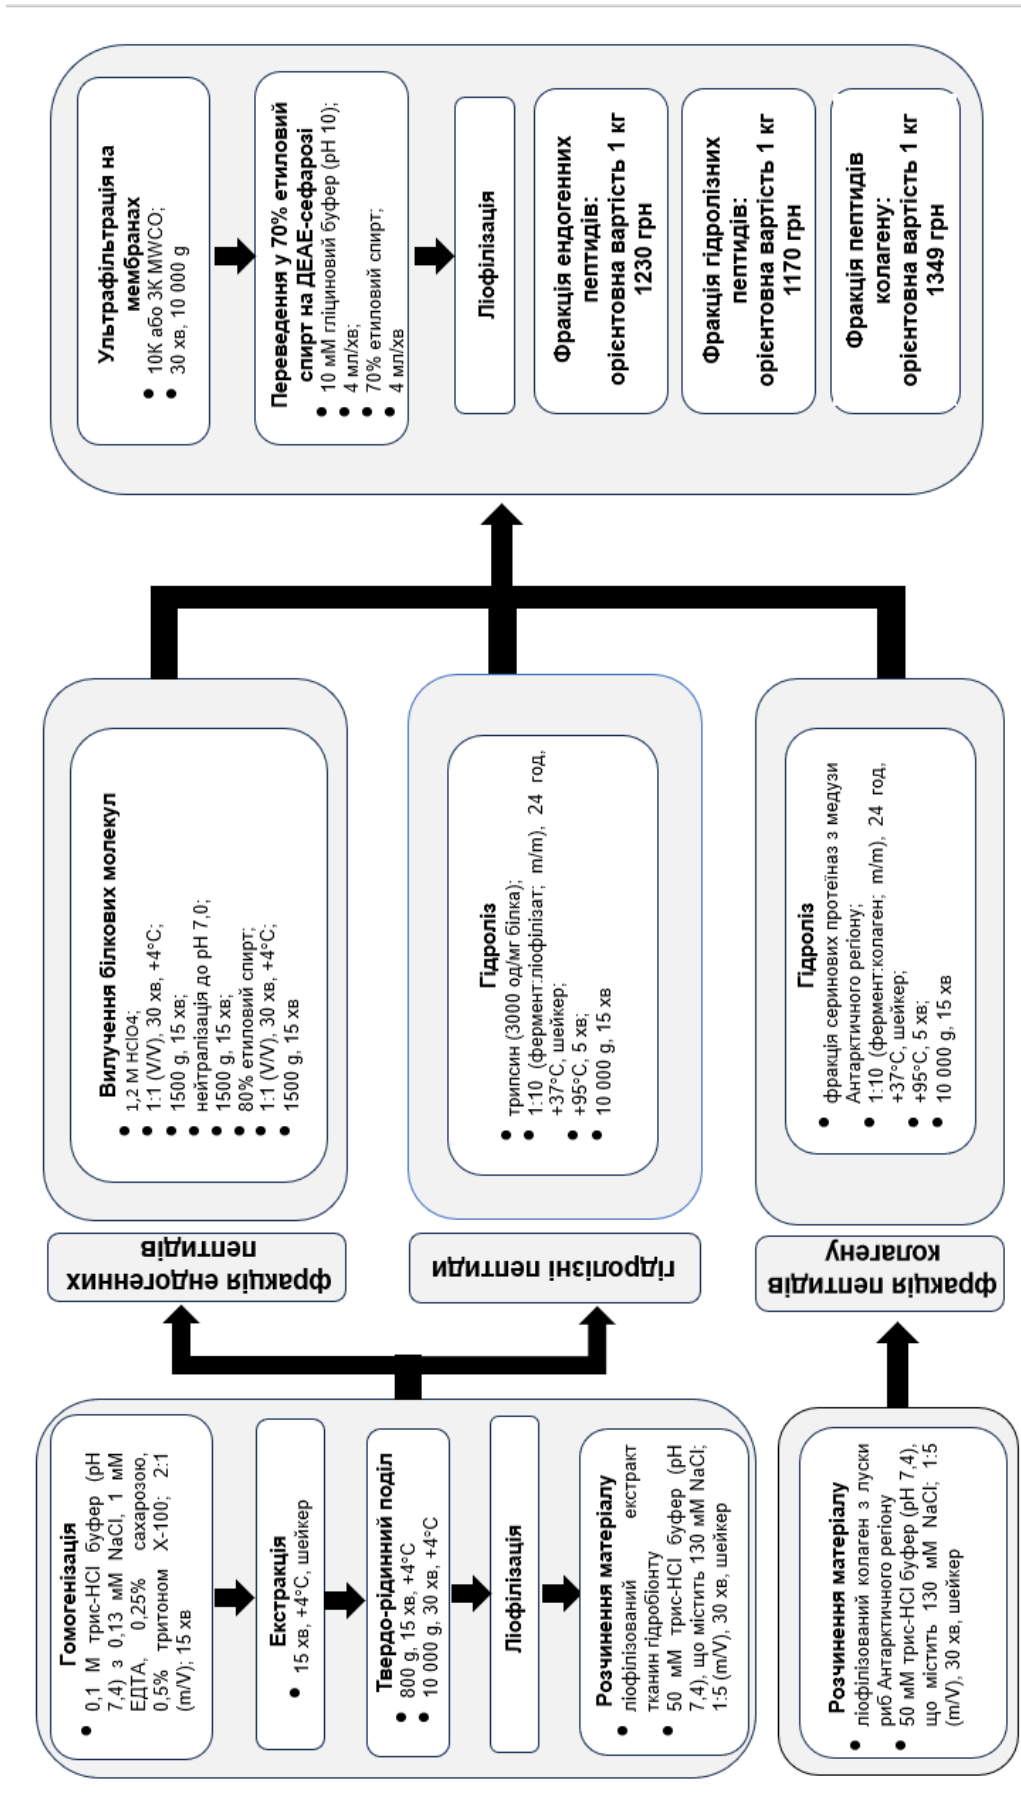 Гомогенізація
0,1 М трис-HCl буфер (pH
7,4) з 0,13 мМ NaCl, 1 мМ
ЕДТА, 0,25% сахарозою,
0,5% тритоном X-100; 2:1
(m/V); 15 хв
Екстракція
15 хв, +4°C, шейкер
Твердо-рідинний поділ
800 g, 15 хв, +4°C
10 000 g, 30 хв, +4°C
Ліофілізація
Розчинення матеріалу
ліофілізований екстракт
тканин гідробіонту
50 мМ трис-HCl буфер (pH
7,4), що містить 130 мМ NaCl;
1:5 (m/V), 30 хв, шейкер
Розчинення матеріалу
ліофілізований колаген з луски
риб Антарктичного регіону
50 мМ трис-HCl буфер (pH 7,4),
що містить 130 мМ NaCl; 1:5
(m/V), 30 хв, шейкер
фракція ендогенних
пептидів
гідролізні пептиди
фракція пептидів
колагену
Вилучення білкових молекул
1,2 М HClO4;
1:1 (V/V), 30 хв, +4°C;
1500 g, 15 хв;
нейтралізація до pH 7,0;
1500 g, 15 хв;
80% етиловий спирт;
1:1 (V/V), 30 хв, +4°C;
1500 g, 15 хв
Гідроліз
трипсин (3000 од/мг білка);
1:10 (фермент:ліофілізат; m/m), 24 год,
+37°C, шейкер;
+95°C, 5 хв;
10 000 g, 15 хв
Гідроліз
фракція серинових протеїназ з медузи
Антарктичного регіону;
1:10 (фермент:колаген; m/m), 24 год,
+37°C, шейкер;
+95°C, 5 хв;
10 000 g, 15 хв
Ультрафільтрація на
мембранах
10K або 3K MWCO;
30 хв, 10 000 g
Переведення у 70% етиловий
спирт на ДЕАЕ-сефарозі
10 мМ гліциновий буфер (pH 10);
4 мл/хв;
70% етиловий спирт;
4 мл/хв
Ліофілізація
Фракція ендогенних
пептидів:
орієнтовна вартість 1 кг
1230 грн
Фракція гідролізних
пептидів:
орієнтовна вартість 1 кг
1170 грн
Фракція пептидів
колагену:
орієнтовна вартість 1 кг
1349 грн